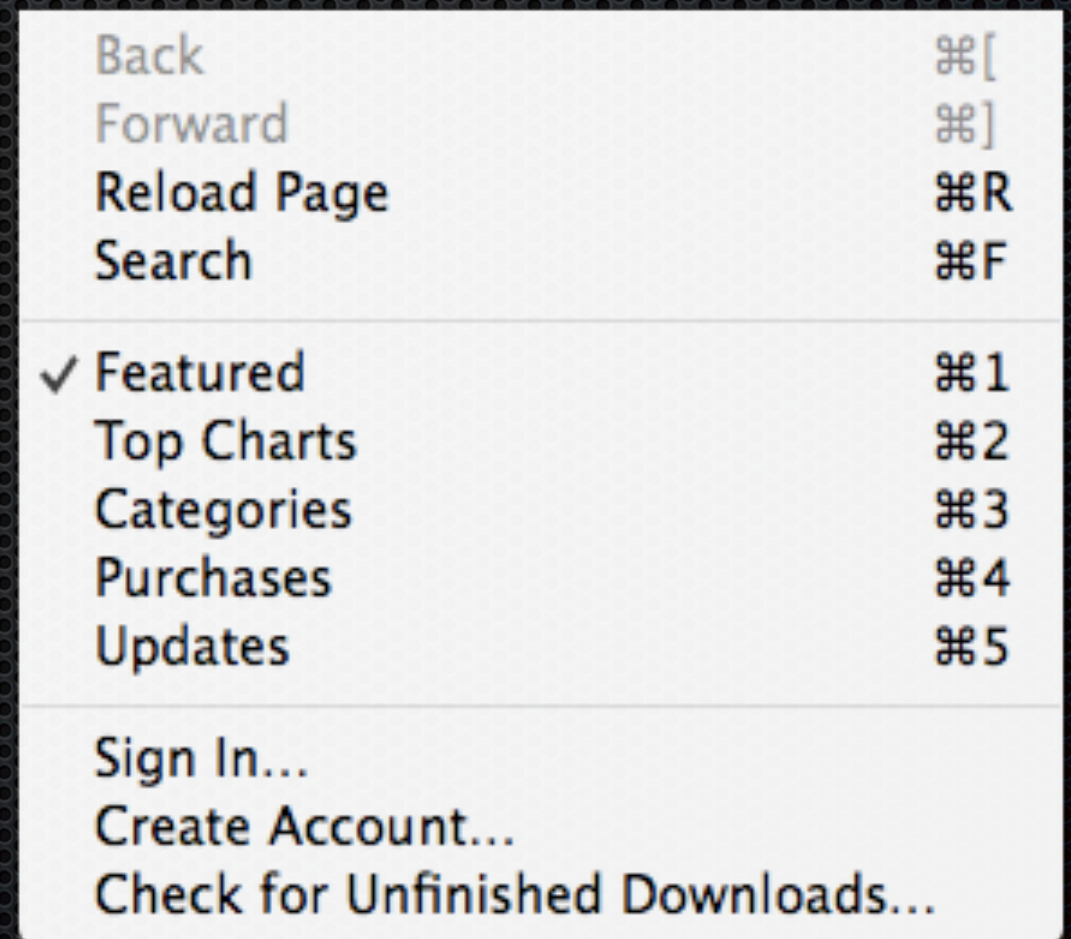 Back ⌘[
Forward ⌘]
Reload Page ⌘R
Search ⌘F
✓ Featured ⌘1
Top Charts ⌘2
Categories ⌘3
Purchases ⌘4
Updates ⌘5
Sign In...
Create Account...
Check for Unfinished Downloads...